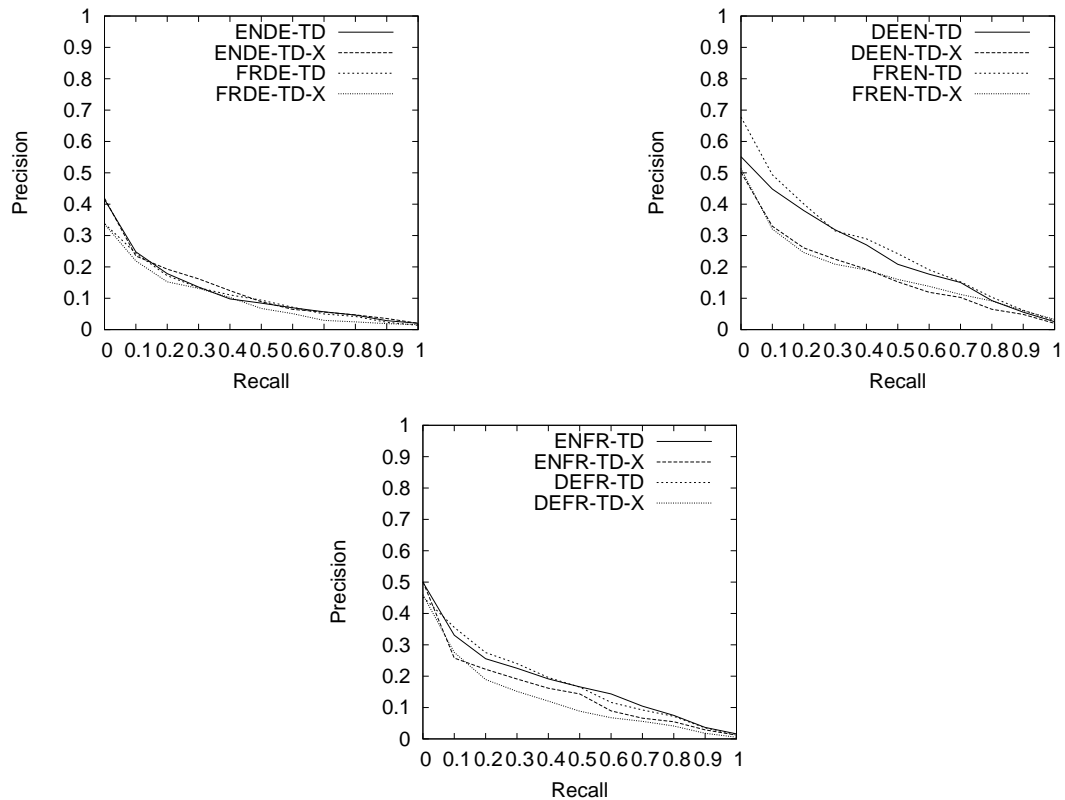 1
0.9
0.8
0.7
0.6
0.5
0.4
0.3
0.2
0.1
0
Precision
ENDE-TD
ENDE-TD-X
FRDE-TD
FRDE-TD-X
0 0.1 0.2 0.3 0.4 0.5 0.6 0.7 0.8 0.9 1
Recall
1
0.9
0.8
0.7
0.6
0.5
0.4
0.3
0.2
0.1
0
Precision
DEEN-TD
DEEN-TD-X
FREN-TD
FREN-TD-X
0 0.1 0.2 0.3 0.4 0.5 0.6 0.7 0.8 0.9 1
Recall
1
0.9
0.8
0.7
0.6
0.5
0.4
0.3
0.2
0.1
0
Precision
ENFR-TD
ENFR-TD-X
DEFR-TD
DEFR-TD-X
0 0.1 0.2 0.3 0.4 0.5 0.6 0.7 0.8 0.9 1
Recall